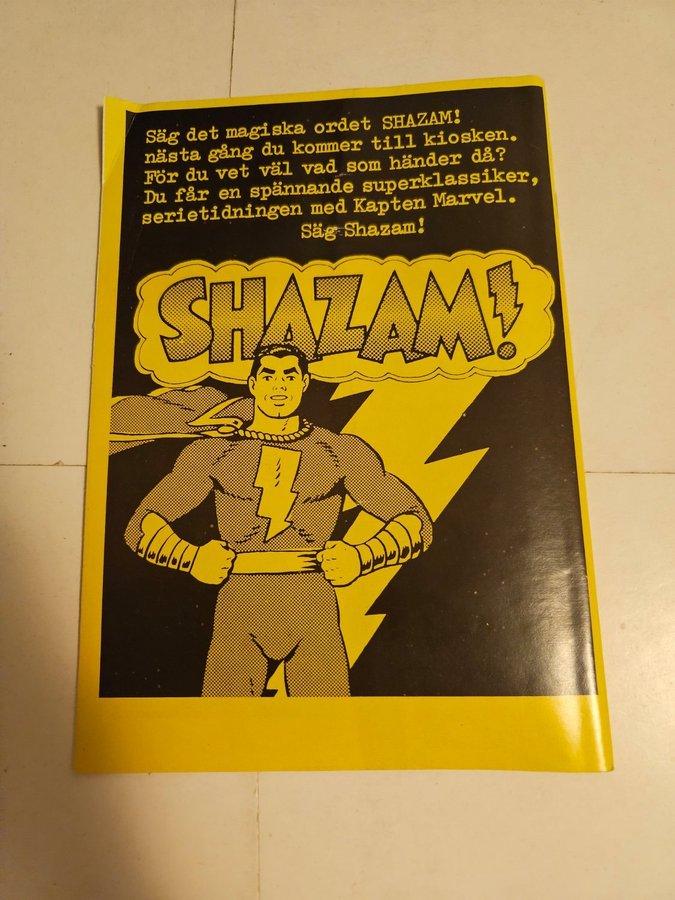 Säg det magiska ordet SHAZAM!
nästa gång du kommer till kiosken.
För du vet väl vad som händer då?
Du får en spännande superklassiker,
serietidningen med Kapten Marvel.
Säg Shazam!
SHAZAM!